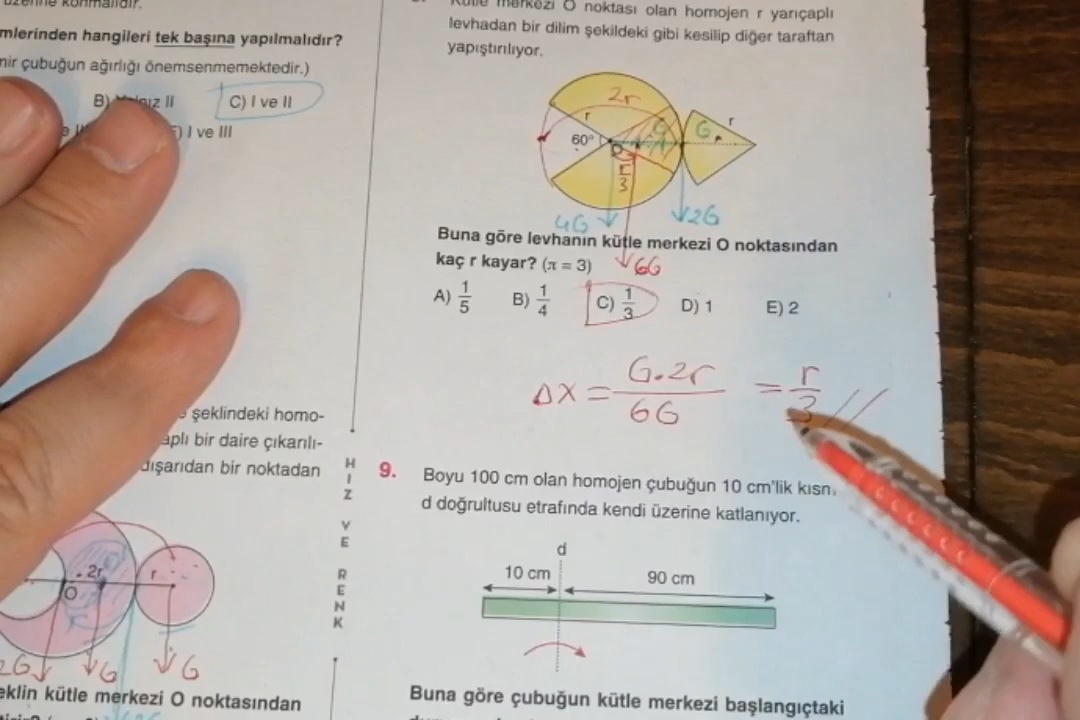 üzerine konmalıdır.
mlerinden hangileri tek başına yapılmalıdır?
nir çubuğun ağırlığı önemsenmemektedir.)
B) Yalnız II
C) I ve II
I ve III
şeklindeki homo-
aplı bir daire çıkarılı-
dışarıdan bir noktadan
2r
r
O
2G
G
G
eklin kütle merkezi O noktasından
HIZ VE RENK
Kütle merkezi O noktası olan homojen r yarıçaplı
levhadan bir dilim şekildeki gibi kesilip diğer taraftan
yapıştırılıyor.
2r
r
G
G
r
60°
O
r
3
4G
2G
Buna göre levhanın kütle merkezi O noktasından
kaç r kayar? (π = 3)
6G
A) 1/5 B) 1/4 C) 1/3 D) 1 E) 2
ΔX = G.2r / 6G = r/3 //
9. Boyu 100 cm olan homojen çubuğun 10 cm'lik
d doğrultusu etrafında kendi üzerine katlanıyor.
d
10 cm 90 cm
Buna göre çubuğun kütle merkezi başlangıçtaki